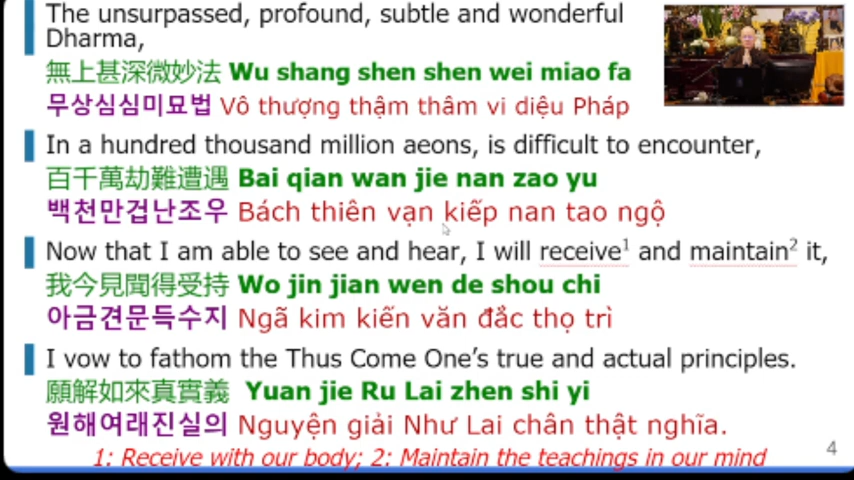 The unsurpassed, profound, subtle and wonderful
Dharma,
無上甚深微妙法 Wu shang shen shen wei miao fa
무상심심미묘법 Vô thượng thậm thâm vi diệu Pháp
In a hundred thousand million aeons, is difficult to encounter,
百千萬劫難遭遇 Bai qian wan jie nan zao yu
백천만겁난조우 Bách thiên vạn kiếp nan tao ngộ
Now that I am able to see and hear, I will receive¹ and maintain² it,
我今見聞得受持 Wo jin jian wen de shou chi
아금견문득수지 Ngã kim kiến văn đắc thọ trì
I vow to fathom the Thus Come One’s true and actual principles.
願解如來真實義 Yuan jie Ru Lai zhen shi yi
원해여래진실의 Nguyện giải Như Lai chân thật nghĩa.
1: Receive with our body; 2: Maintain the teachings in our mind
4